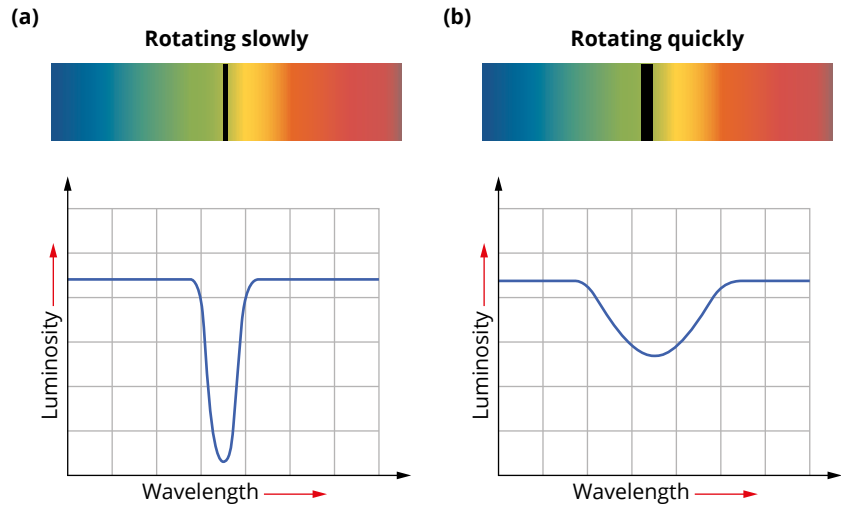 (a)
Rotating slowly
Luminosity
Wavelength
(b)
Rotating quickly
Luminosity
Wavelength